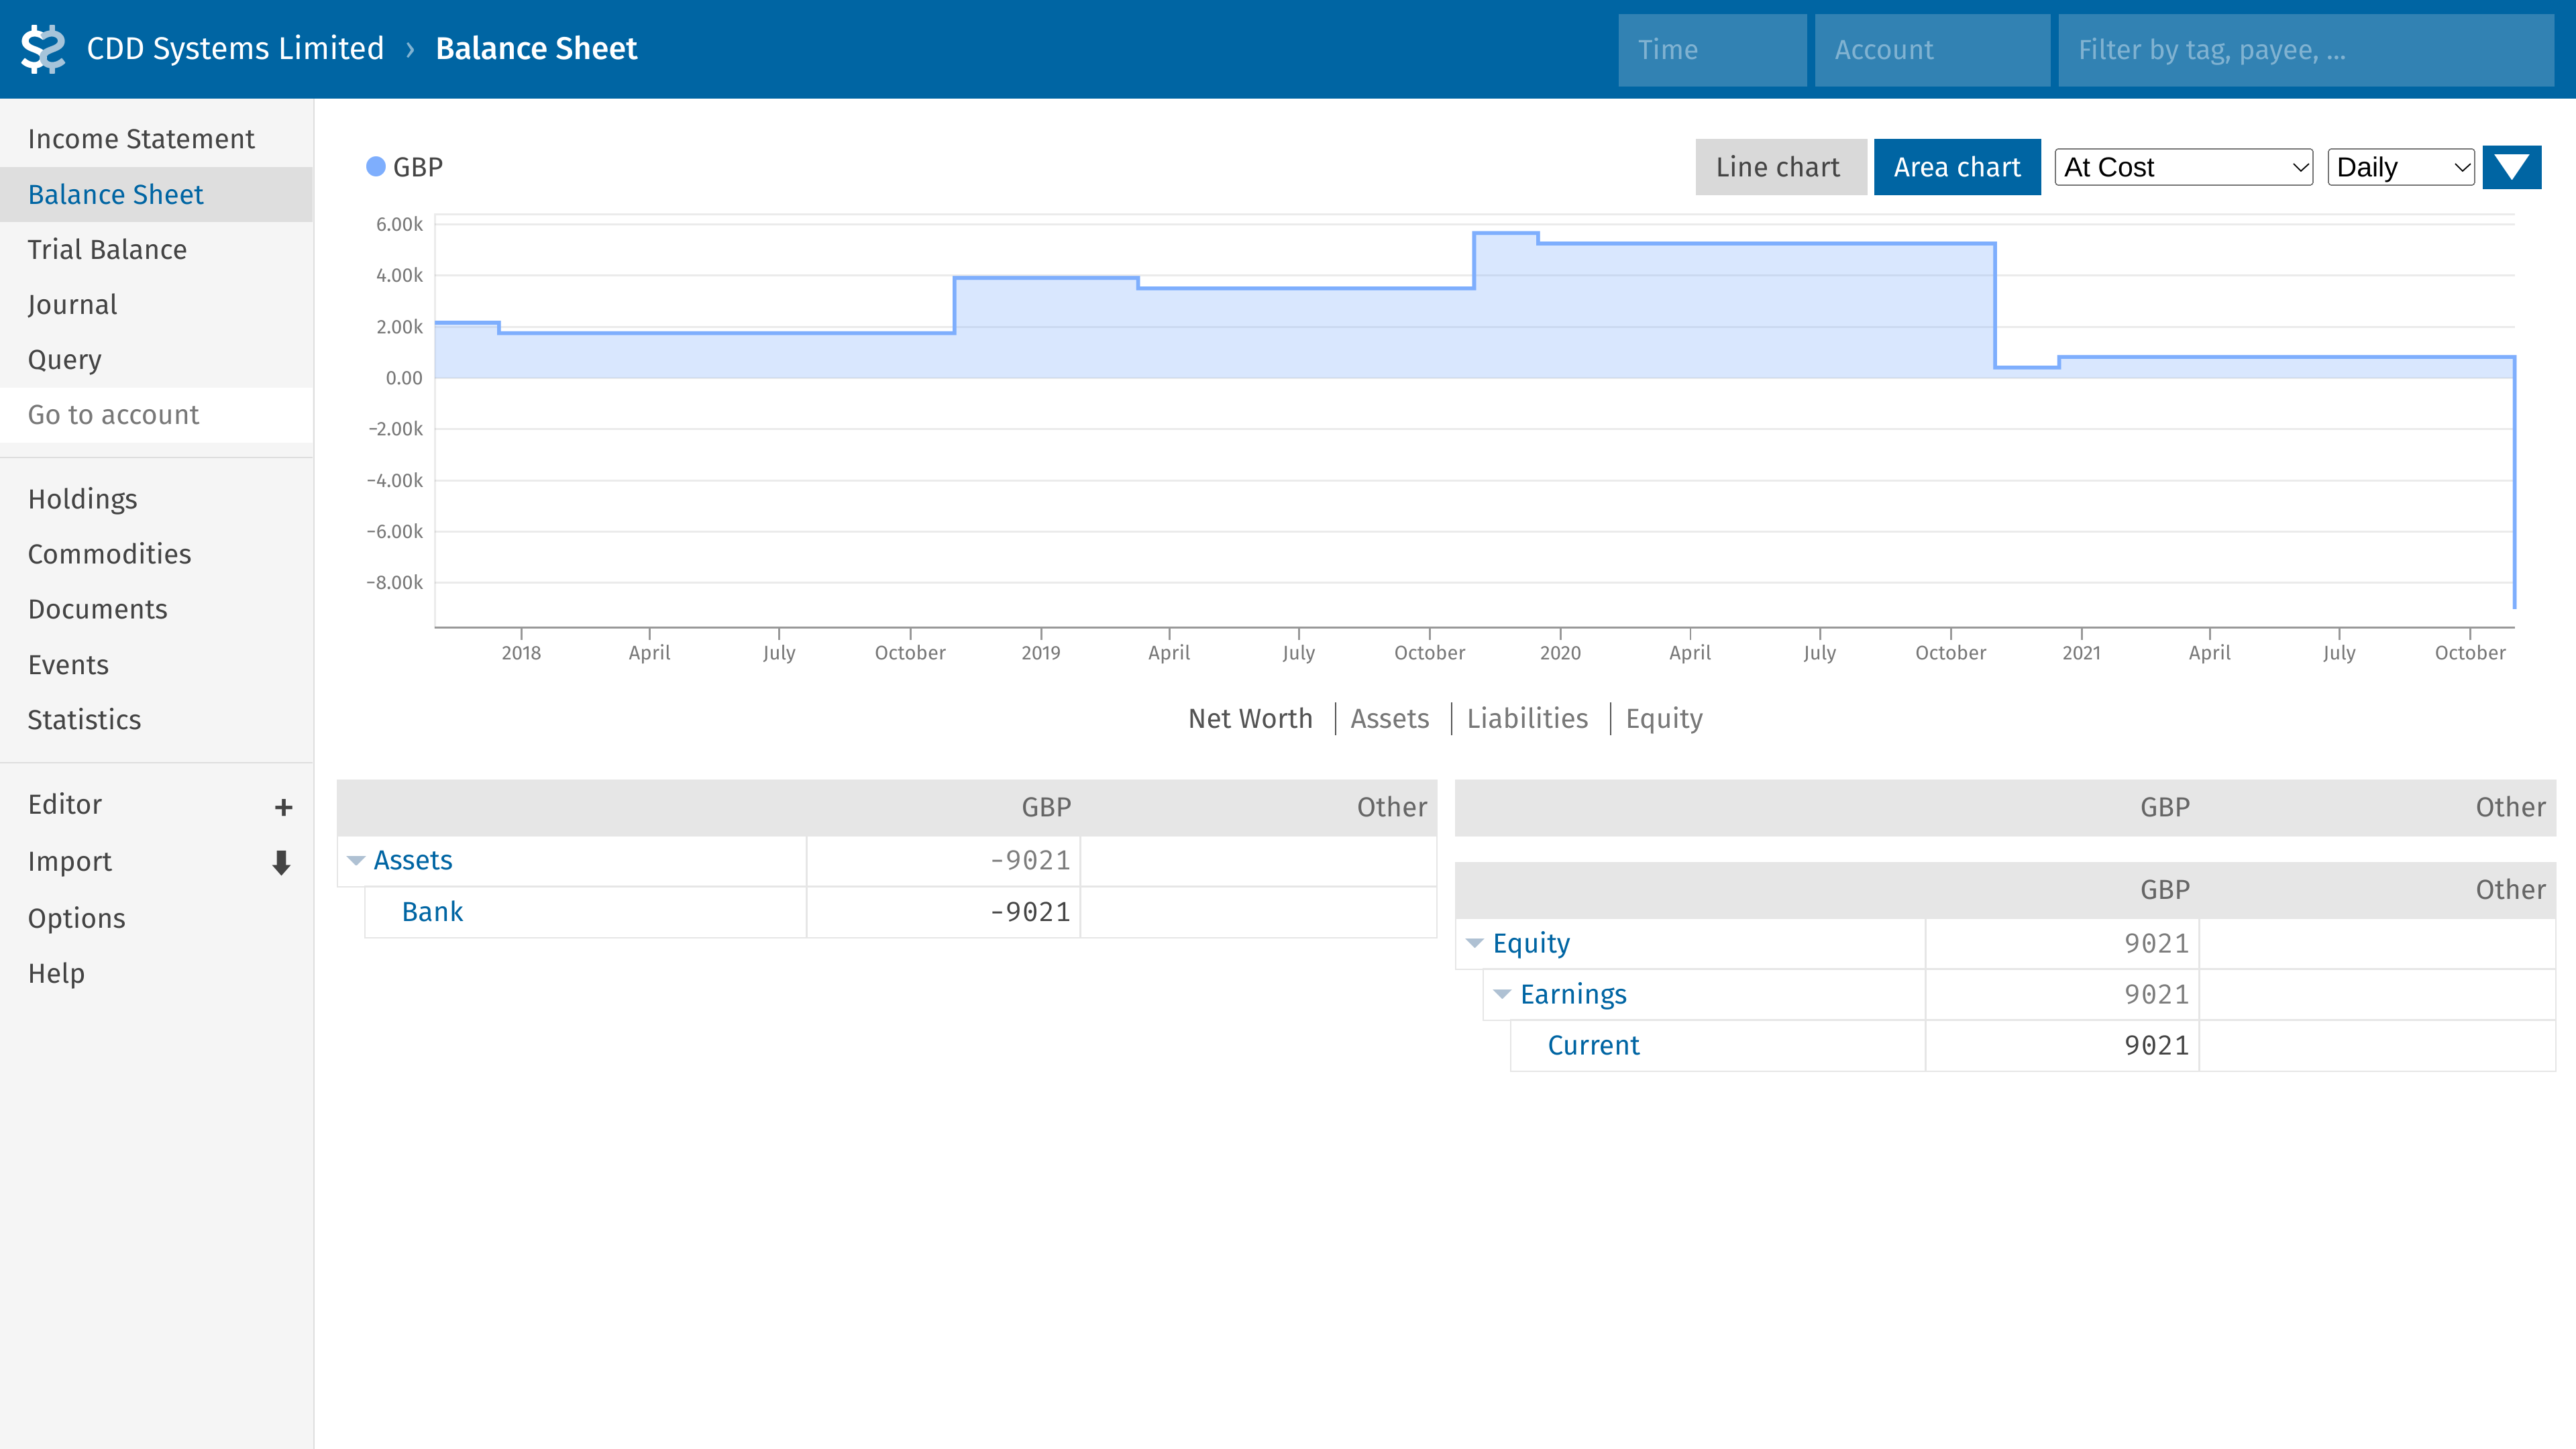 CDD Systems Limited › Balance Sheet
Time
Account
Filter by tag, payee, ...
Income Statement
Balance Sheet
Trial Balance
Journal
Query
Go to account
Holdings
Commodities
Documents
Events
Statistics
Editor +
Import
Options
Help
GBP
Line chart
Area chart
At Cost
Daily
6.00k
4.00k
2.00k
0.00
−2.00k
−4.00k
−6.00k
−8.00k
2018 April July October 2019 April July October 2020 April July October 2021 April July October
Net Worth Assets Liabilities Equity
GBP Other
Assets -9021
Bank -9021
GBP Other
GBP Other
Equity 9021
Earnings 9021
Current 9021